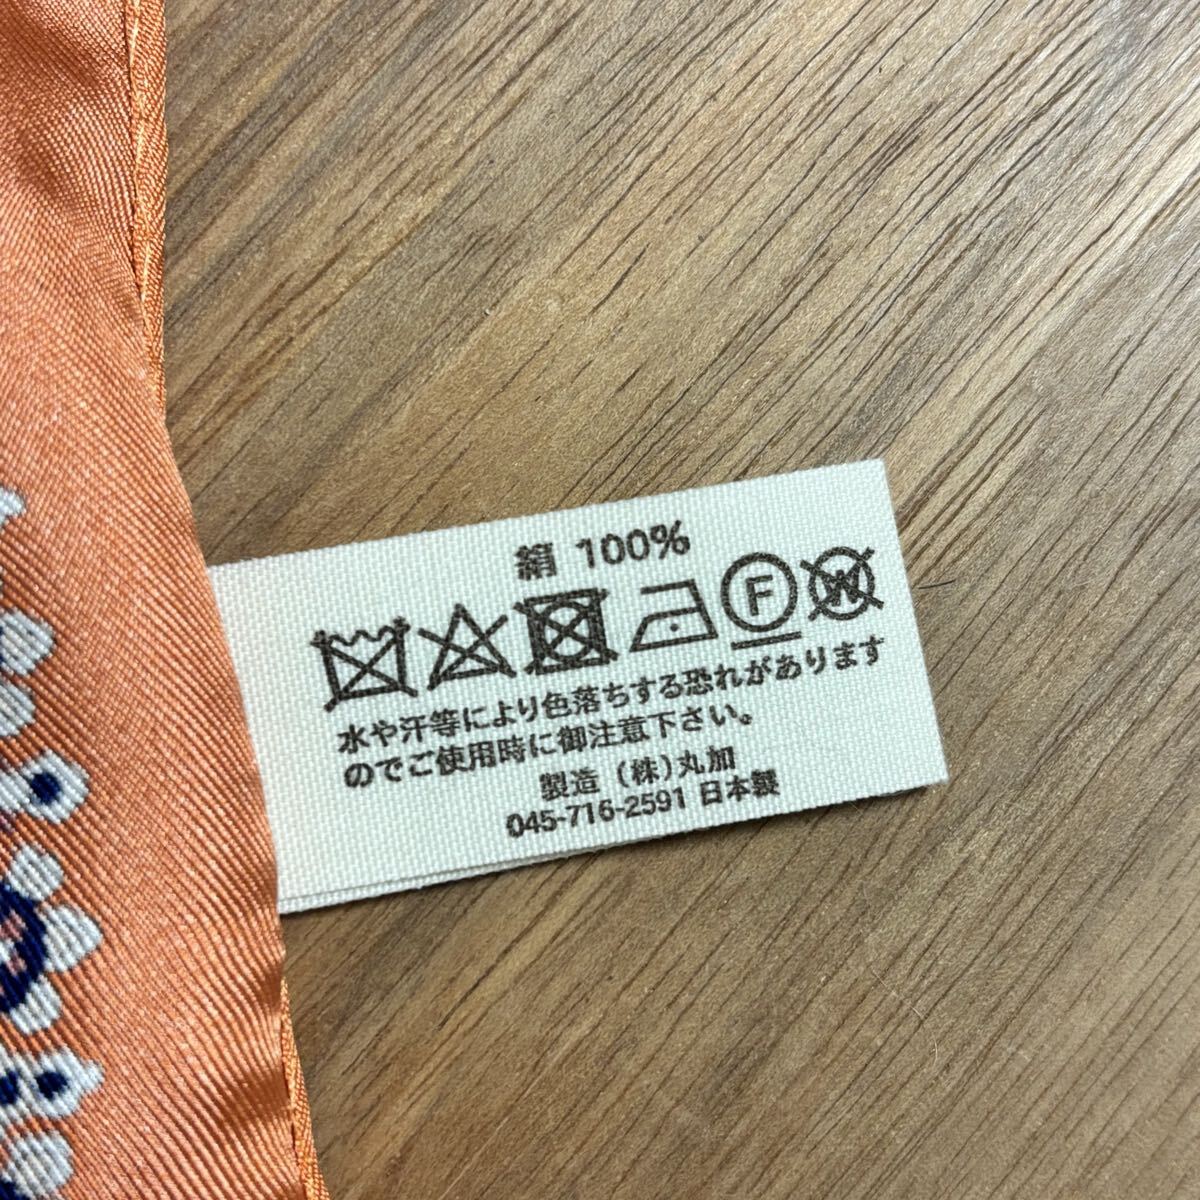 絹 100%
F W
水や汗等により色落ちする恐れがあります
のでご使用時に御注意下さい。
製造 (株)丸加
045-716-2591 日本製